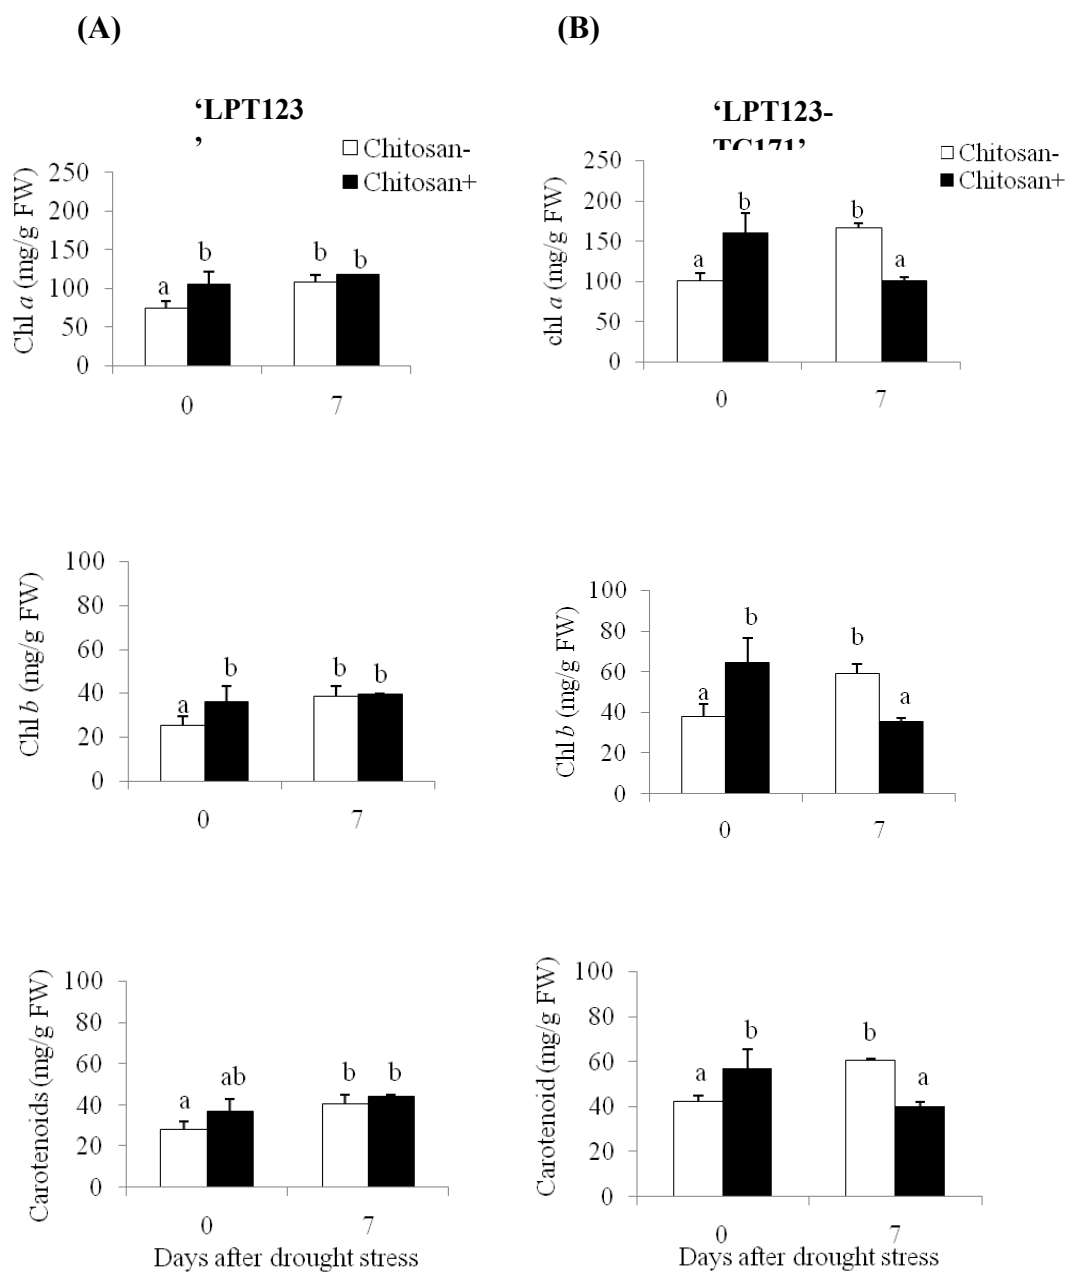 (A)
(B)
‘LPT123
’
‘LPT123-
TC171’
Chitosan-
Chitosan+
Chitosan-
Chitosan+
Chl a (mg/g FW)
250
200
150
100
50
0
a
b
b
b
0
7
chl a (mg/g FW)
250
200
150
100
50
0
a
b
b
a
0
7
Chl b (mg/g FW)
100
80
60
40
20
0
a
b
b
b
0
7
Chl b (mg/g FW)
100
80
60
40
20
0
a
b
b
a
0
7
Carotenoids (mg/g FW)
100
80
60
40
20
0
a
ab
b
b
0
7
Days after drought stress
Carotenoid (mg/g FW)
100
80
60
40
20
0
a
b
b
a
0
7
Days after drought stress